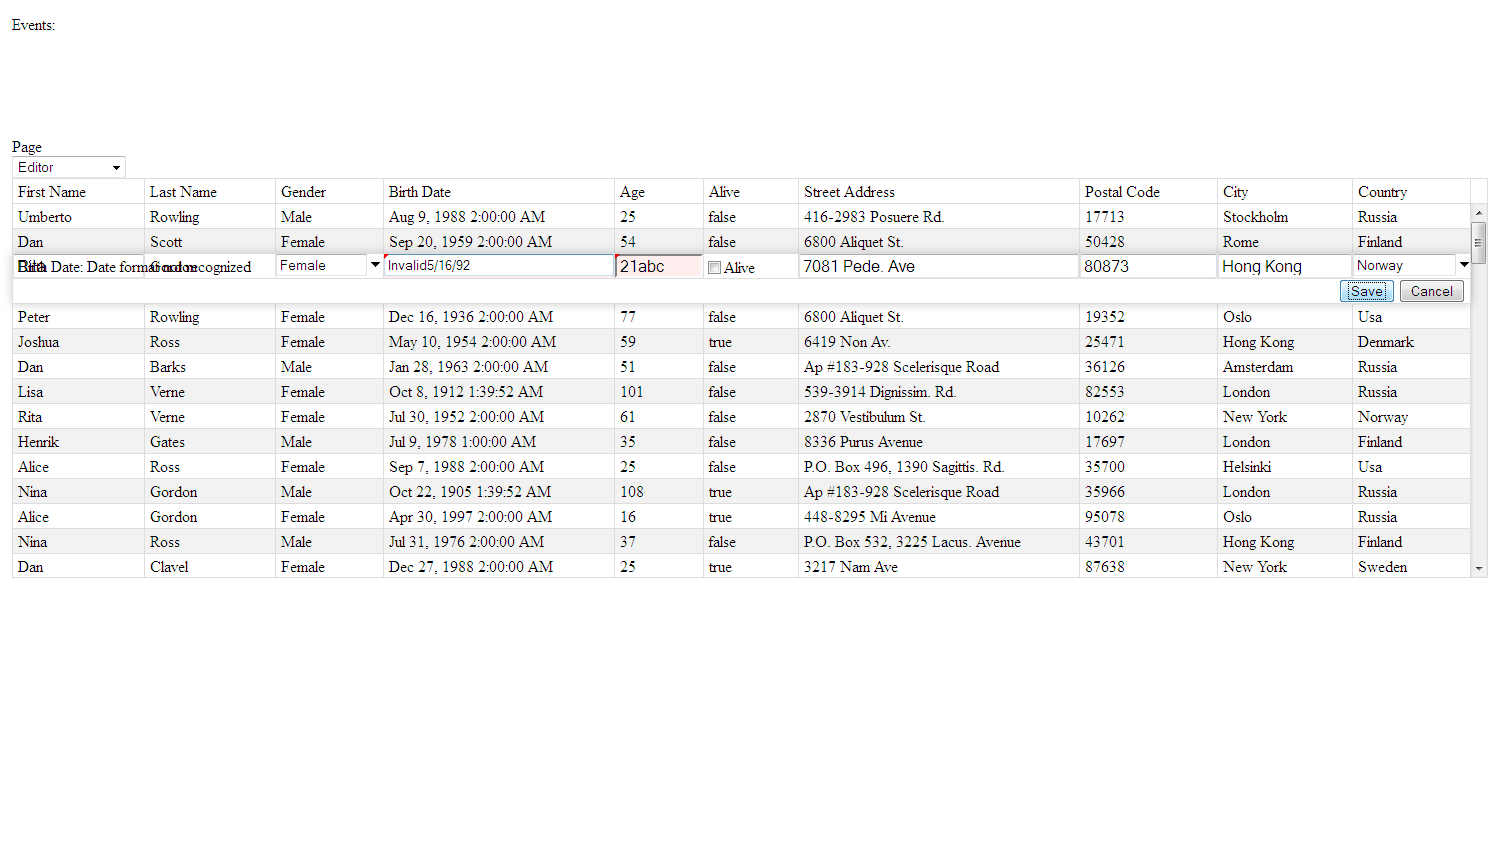 Events:
Page
Editor
First Name Last Name Gender Birth Date Age Alive Street Address Postal Code City Country
Umberto Rowling Male Aug 9, 1988 2:00:00 AM 25 false 416-2983 Posuere Rd. 17713 Stockholm Russia
Dan Scott Female Sep 20, 1959 2:00:00 AM 54 false 6800 Aliquet St. 50428 Rome Finland
Birth Date: Date format not recognized Gordon Female Invalid5/16/92 21abc Alive 7081 Pede. Ave 80873 Hong Kong Norway
Save Cancel
Peter Rowling Female Dec 16, 1936 2:00:00 AM 77 false 6800 Aliquet St. 19352 Oslo Usa
Joshua Ross Female May 10, 1954 2:00:00 AM 59 true 6419 Non Av. 25471 Hong Kong Denmark
Dan Barks Male Jan 28, 1963 2:00:00 AM 51 false Ap #183-928 Scelerisque Road 36126 Amsterdam Russia
Lisa Verne Female Oct 8, 1912 1:39:52 AM 101 false 539-3914 Dignissim. Rd. 82553 London Russia
Rita Verne Female Jul 30, 1952 2:00:00 AM 61 false 2870 Vestibulum St. 10262 New York Norway
Henrik Gates Male Jul 9, 1978 1:00:00 AM 35 false 8336 Purus Avenue 17697 London Finland
Alice Ross Female Sep 7, 1988 2:00:00 AM 25 false P.O. Box 496, 1390 Sagittis. Rd. 35700 Helsinki Usa
Nina Gordon Male Oct 22, 1905 1:39:52 AM 108 true Ap #183-928 Scelerisque Road 35966 London Russia
Alice Gordon Female Apr 30, 1997 2:00:00 AM 16 true 448-8295 Mi Avenue 95078 Oslo Russia
Nina Ross Male Jul 31, 1976 2:00:00 AM 37 false P.O. Box 532, 3225 Lacus. Avenue 43701 Hong Kong Finland
Dan Clavel Female Dec 27, 1988 2:00:00 AM 25 true 3217 Nam Ave 87638 New York Sweden